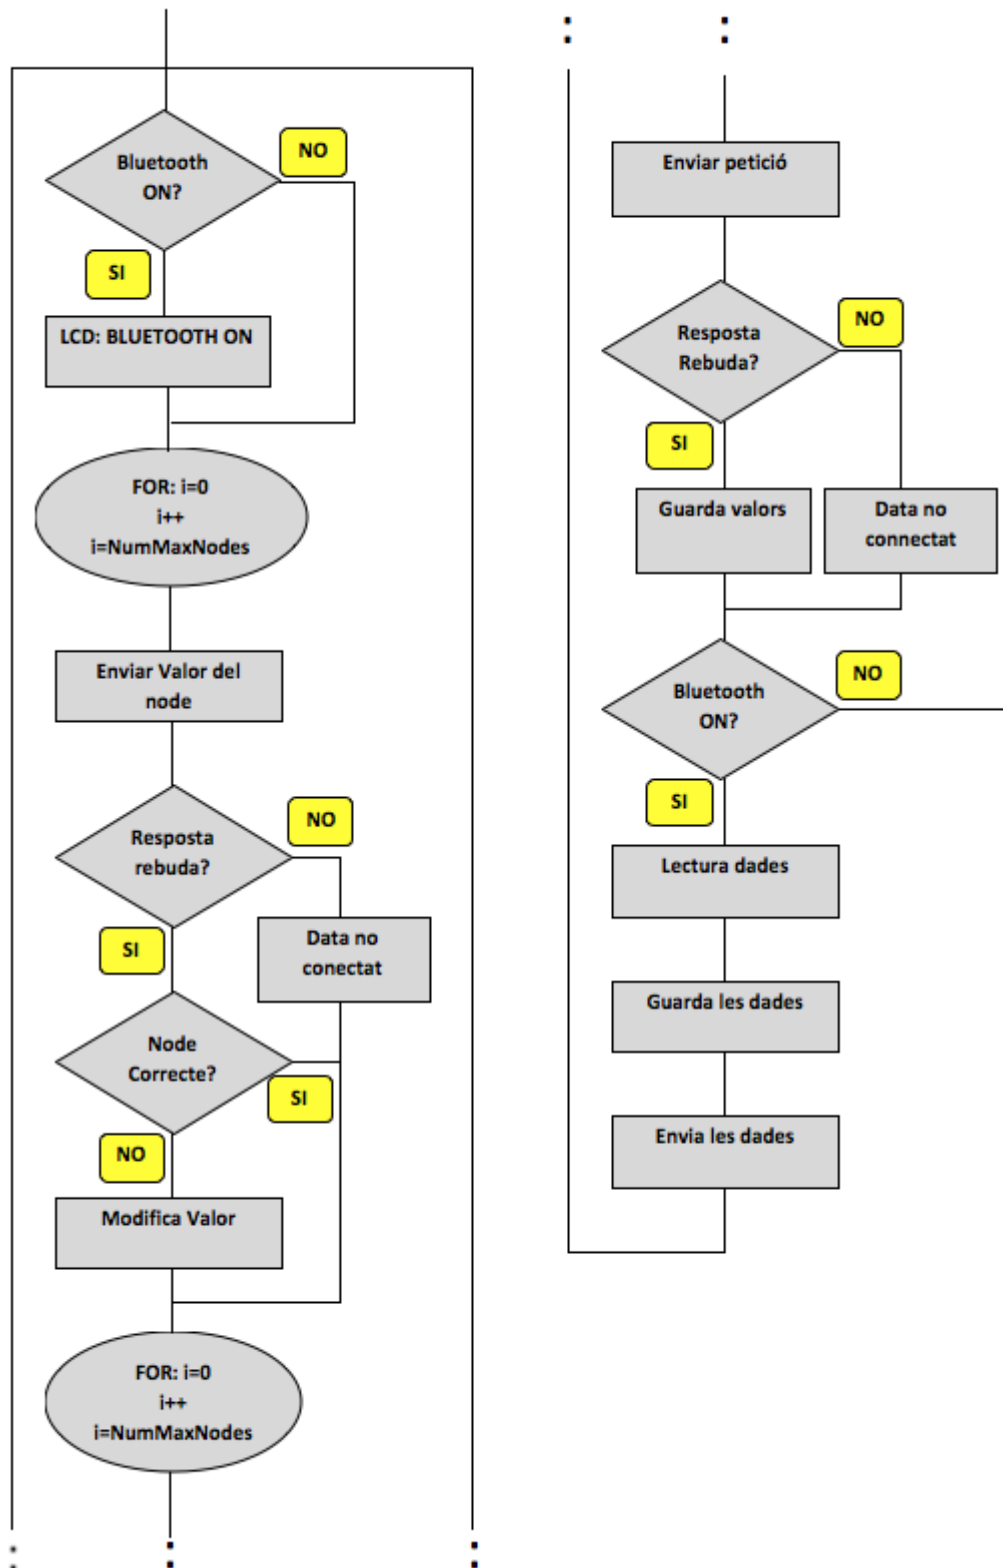 Bluetooth
ON?
NO
SI
LCD: BLUETOOTH ON
FOR: i=0
i++
i=NumMaxNodes
Enviar Valor del
node
Resposta
rebuda?
NO
SI
Data no
conectat
Node
Correcte?
SI
NO
Modifica Valor
FOR: i=0
i++
i=NumMaxNodes
Enviar petició
Resposta
Rebuda?
NO
SI
Guarda valors
Data no
connectat
Bluetooth
ON?
NO
SI
Lectura dades
Guarda les dades
Envia les dades